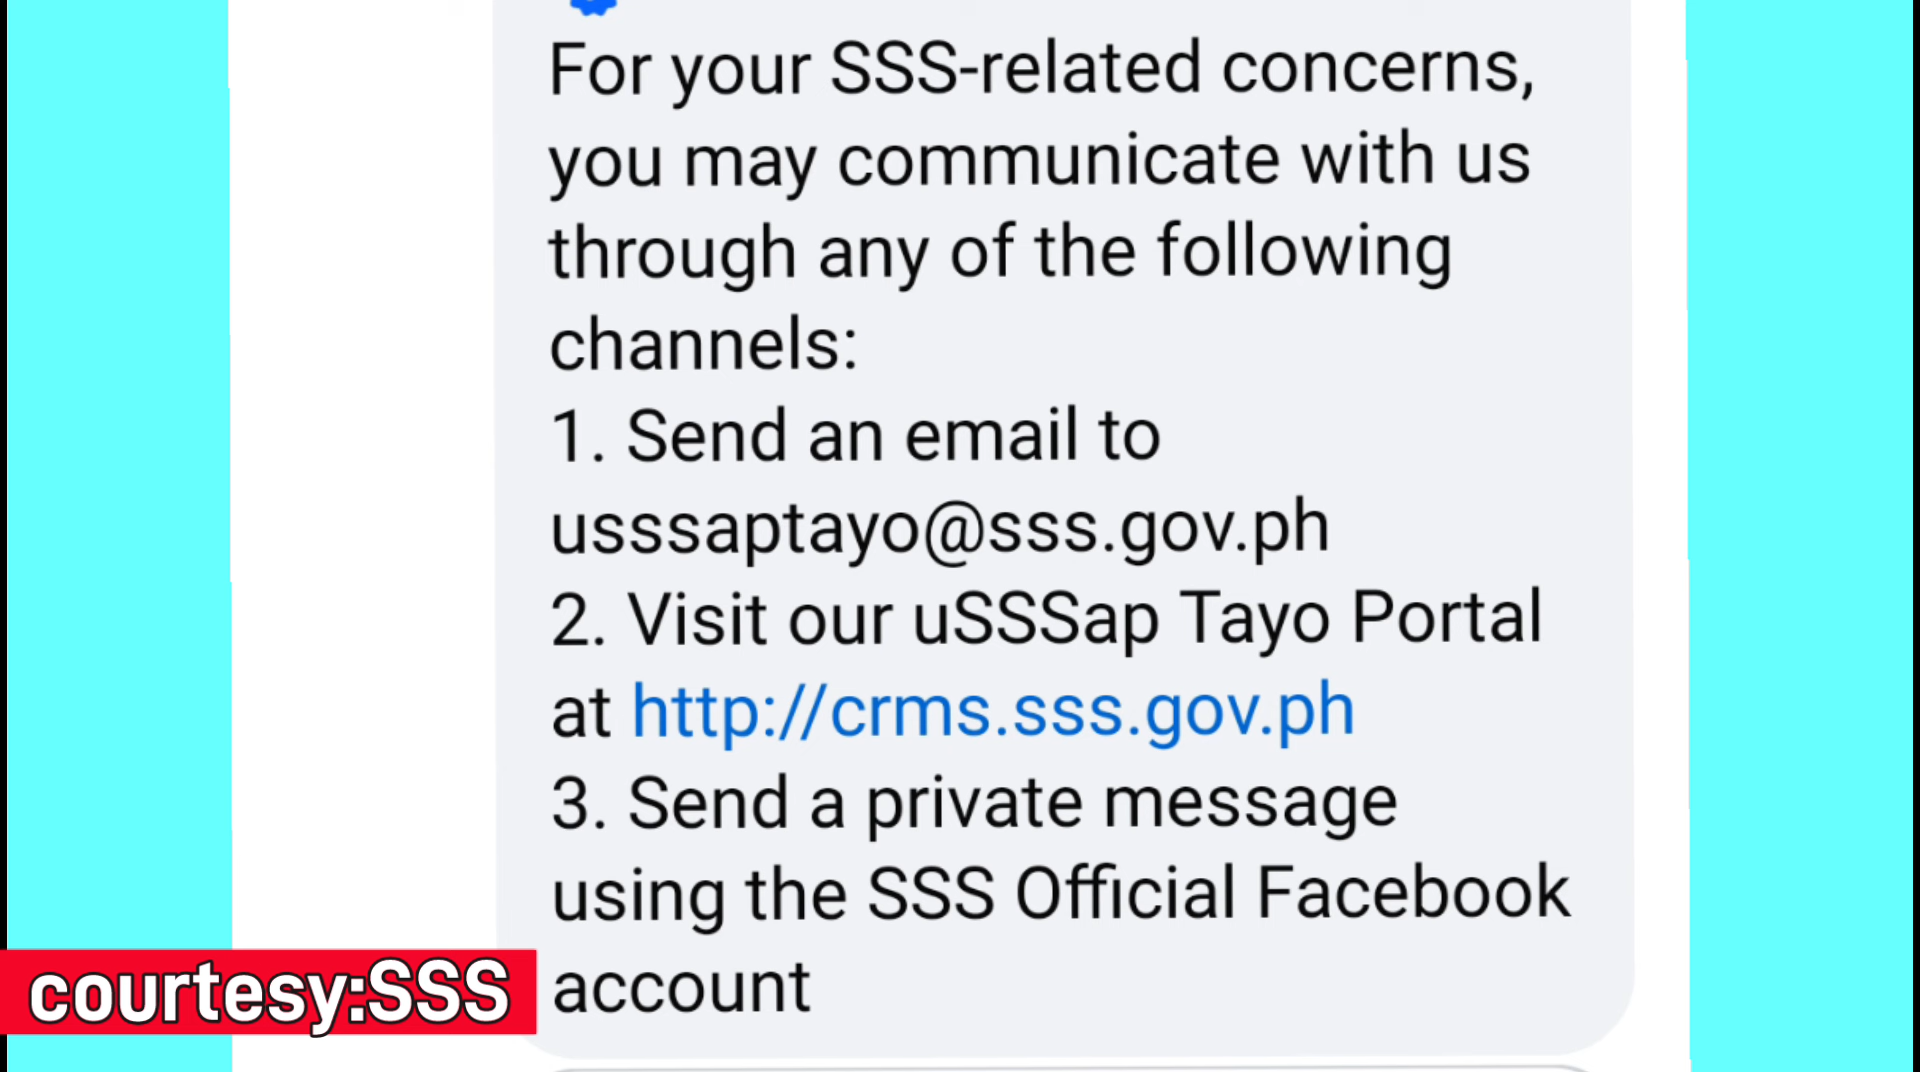 For your SSS-related concerns,
you may communicate with us
through any of the following
channels:
1. Send an email to
usssaptayo@sss.gov.ph
2. Visit our uSSSap Tayo Portal
at http://crms.sss.gov.ph
3. Send a private message
using the SSS Official Facebook
account
courtesy:SSS